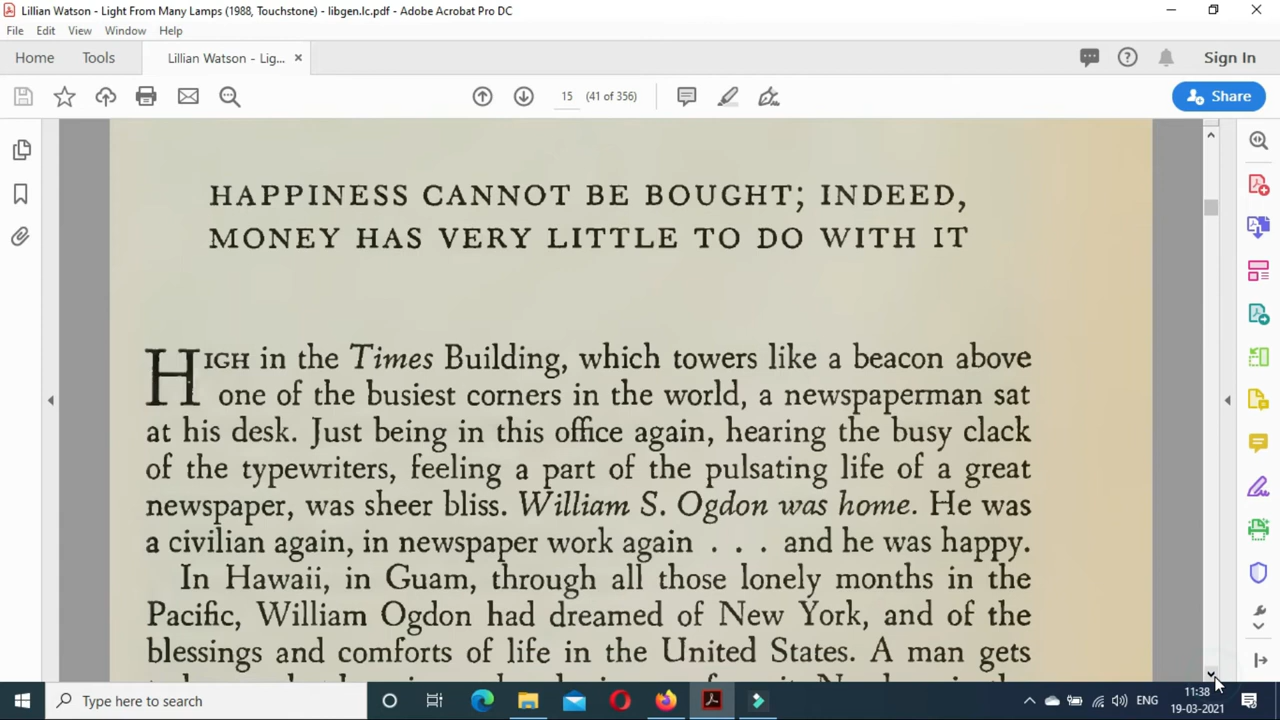 Lillian Watson - Light From Many Lamps (1988, Touchstone) - libgen.lc.pdf - Adobe Acrobat Pro DC
File Edit View Window Help
Home Tools Lillian Watson - Lig... × Sign In
15 (41 of 356) Share
HAPPINESS CANNOT BE BOUGHT; INDEED,
MONEY HAS VERY LITTLE TO DO WITH IT
HIGH in the Times Building, which towers like a beacon above
one of the busiest corners in the world, a newspaperman sat
at his desk. Just being in this office again, hearing the busy clack
of the typewriters, feeling a part of the pulsating life of a great
newspaper, was sheer bliss. William S. Ogdon was home. He was
a civilian again, in newspaper work again . . . and he was happy.
In Hawaii, in Guam, through all those lonely months in the
Pacific, William Ogdon had dreamed of New York, and of the
blessings and comforts of life in the United States. A man gets
Type here to search
ENG
11:38
19-03-2021